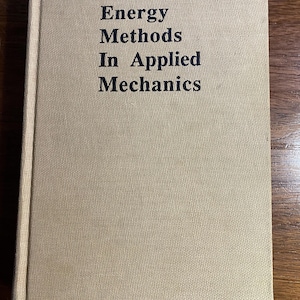 Energy
Methods
In Applied
Mechanics